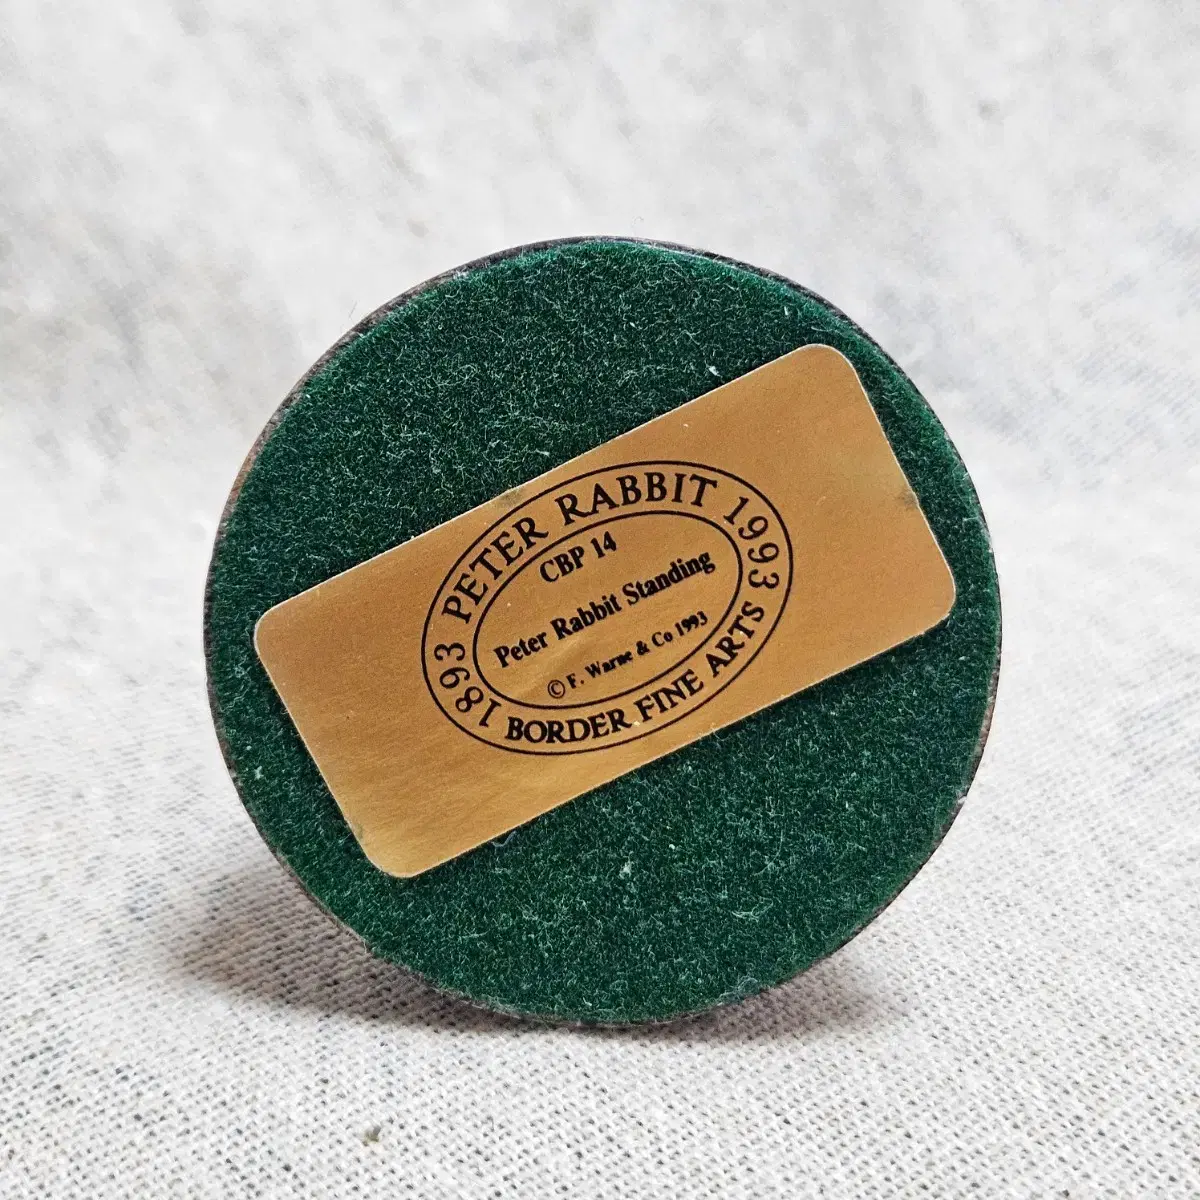 1893 PETER RABBIT 1993
CBP 14
Peter Rabbit Standing
© F. Warne & Co 1993
BORDER FINE ARTS